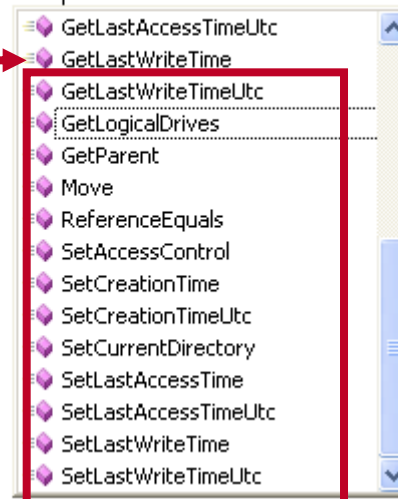 GetLastAccessTimeUtc
GetLastWriteTime
GetLastWriteTimeUtc
GetLogicalDrives
GetParent
Move
ReferenceEquals
SetAccessControl
SetCreationTime
SetCreationTimeUtc
SetCurrentDirectory
SetLastAccessTime
SetLastAccessTimeUtc
SetLastWriteTime
SetLastWriteTimeUtc